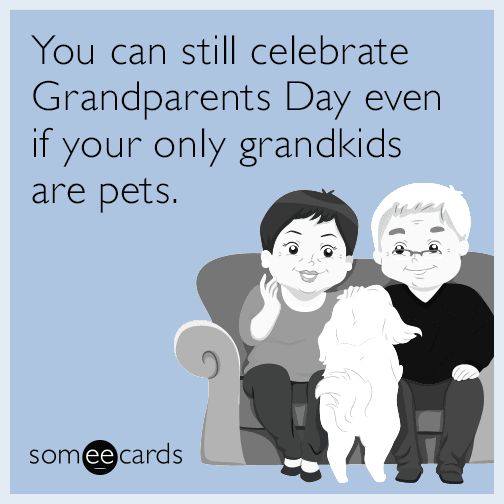 You can still celebrate
Grandparents Day even
if your only grandkids
are pets.
someecards